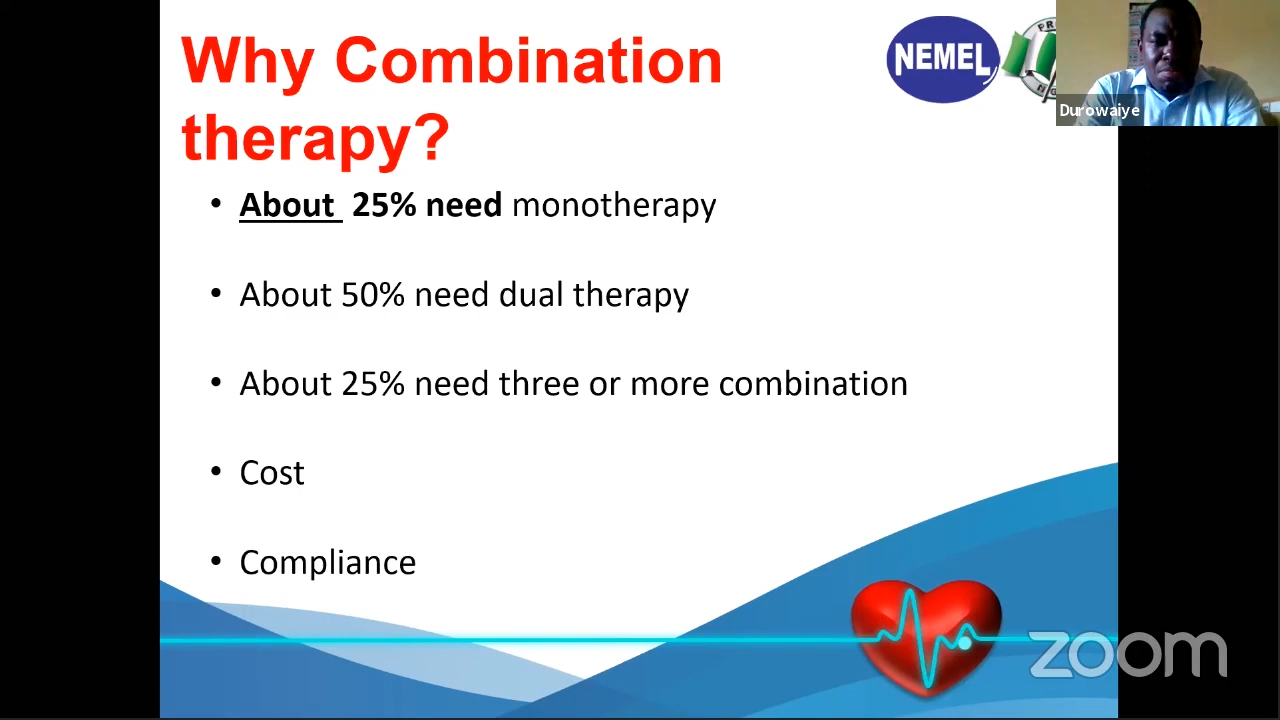 Why Combination
therapy?
NEMEL
Durowaiye
• About 25% need monotherapy
• About 50% need dual therapy
• About 25% need three or more combination
• Cost
• Compliance
zoom